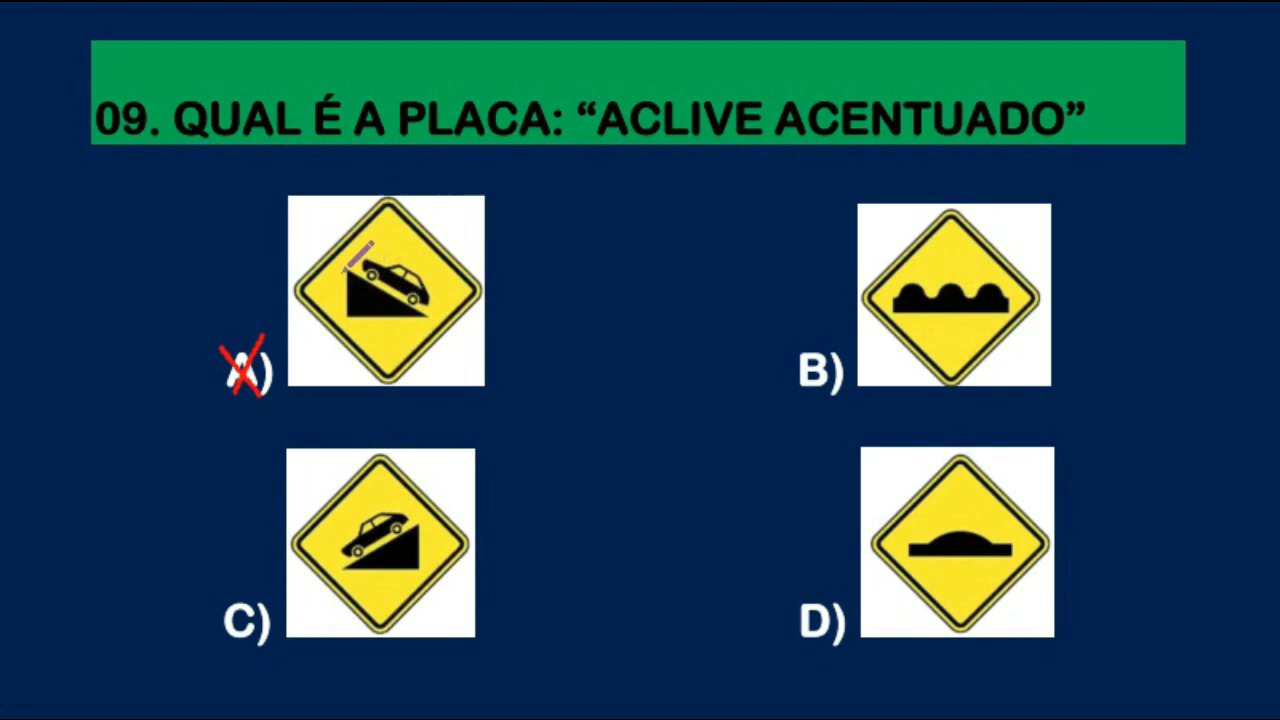 09. QUAL É A PLACA: “ACLIVE ACENTUADO”
A)
B)
C)
D)